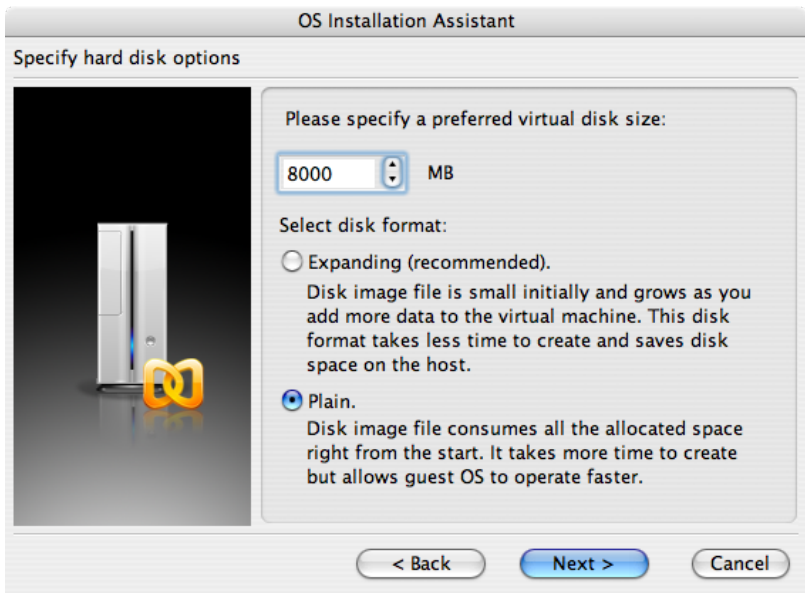 OS Installation Assistant
Specify hard disk options
Please specify a preferred virtual disk size:
8000 MB
Select disk format:
Expanding (recommended).
Disk image file is small initially and grows as you
add more data to the virtual machine. This disk
format takes less time to create and saves disk
space on the host.
Plain.
Disk image file consumes all the allocated space
right from the start. It takes more time to create
but allows guest OS to operate faster.
< Back Next > Cancel